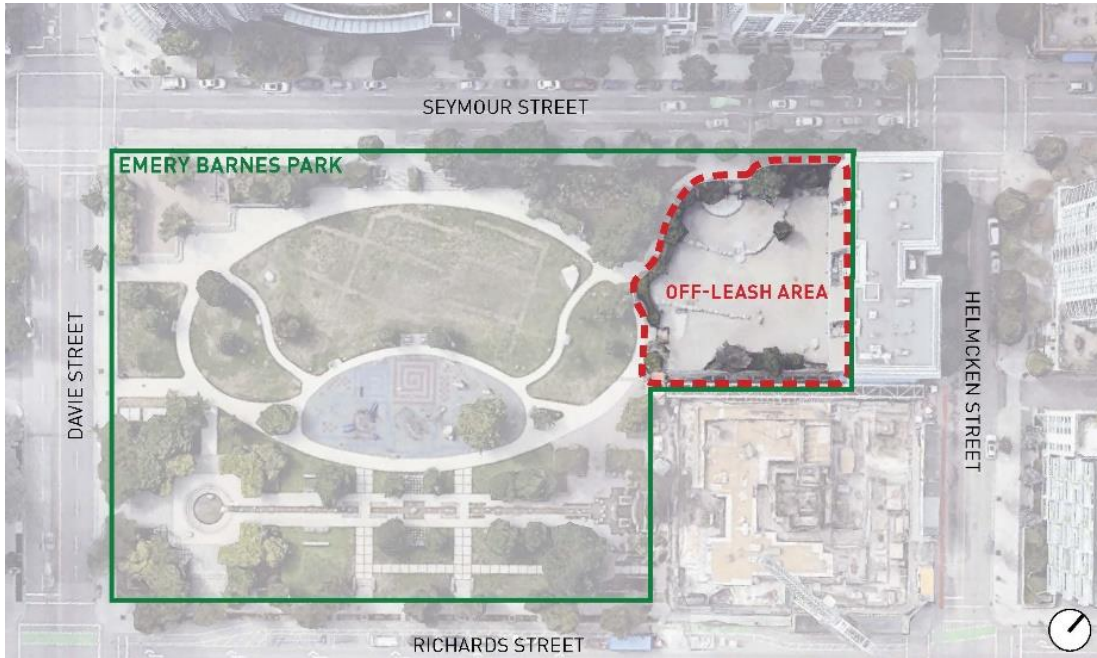 SEYMOUR STREET
EMERY BARNES PARK
OFF-LEASH AREA
DAVIE STREET
HELMCKEN STREET
RICHARDS STREET